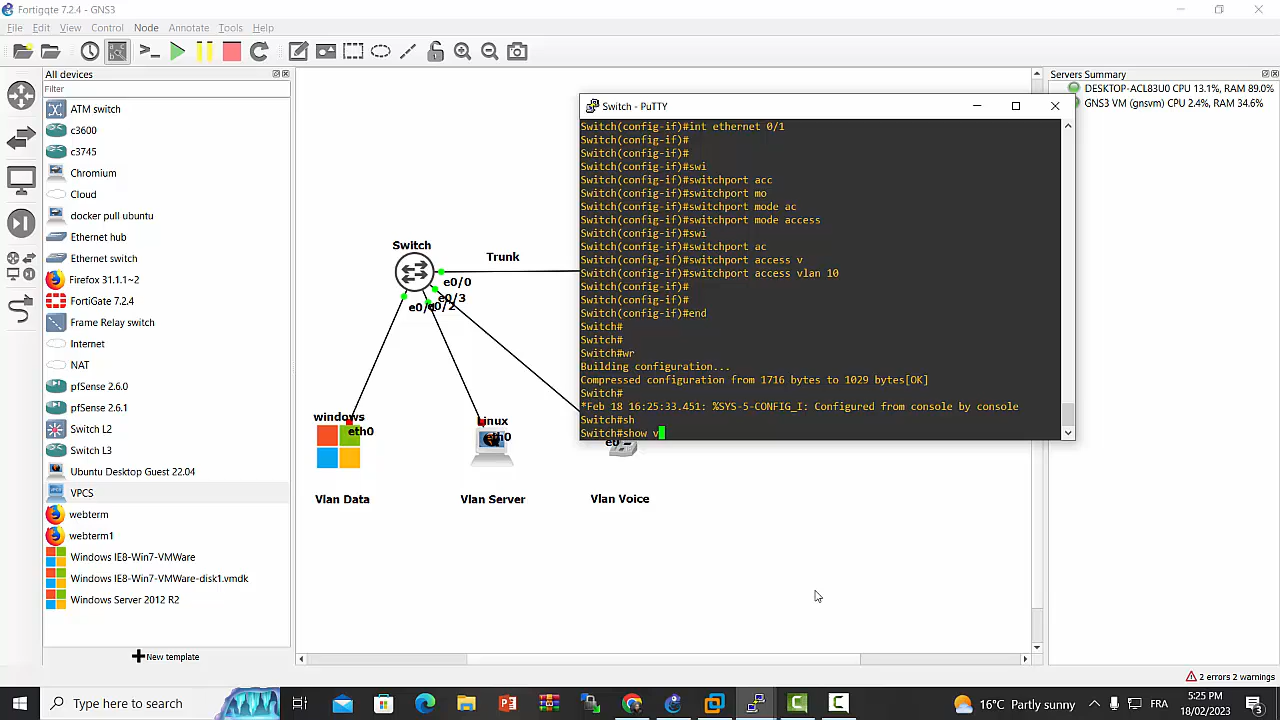 Fortigqte 7.2.4 - GNS3
File Edit View Control Node Annotate Tools Help
All devices
Filter
ATM switch
c3600
c3745
Chromium
Cloud
docker pull ubuntu
Ethernet hub
Ethernet switch
Firefox 31.1.1~2
FortiGate 7.2.4
Frame Relay switch
Internet
NAT
pfSense 2.6.0
pfSense 2.6.1
Switch L2
Switch L3
Ubuntu Desktop Guest 22.04
VPCS
webterm
webterm1
Windows IE8-Win7-VMWare
Windows IE8-Win7-VMWare-disk1.vmdk
Windows Server 2012 R2
New template
Switch
Trunk
e0/0
e0/3
e0/2
windows
eth0
Linux
eth0
e0
Vlan Data
Vlan Server
Vlan Voice
Switch - PuTTY
Switch(config-if)#int ethernet 0/1
Switch(config-if)#
Switch(config-if)#
Switch(config-if)#swi
Switch(config-if)#switchport acc
Switch(config-if)#switchport mo
Switch(config-if)#switchport mode ac
Switch(config-if)#switchport mode access
Switch(config-if)#swi
Switch(config-if)#switchport ac
Switch(config-if)#switchport access v
Switch(config-if)#switchport access vlan 10
Switch(config-if)#
Switch(config-if)#
Switch(config-if)#end
Switch#
Switch#
Switch#wr
Building configuration...
Compressed configuration from 1716 bytes to 1029 bytes[OK]
Switch#
*Feb 18 16:25:33.451: %SYS-5-CONFIG_I: Configured from console by console
Switch#sh
Switch#show v
Servers Summary
DESKTOP-ACL83U0 CPU 13.1%, RAM 89.0%
GNS3 VM (gnsvm) CPU 2.4%, RAM 34.6%
2 errors 2 warnings
Type here to search
16°C Partly sunny
FRA
5:25 PM
18/02/2023
3